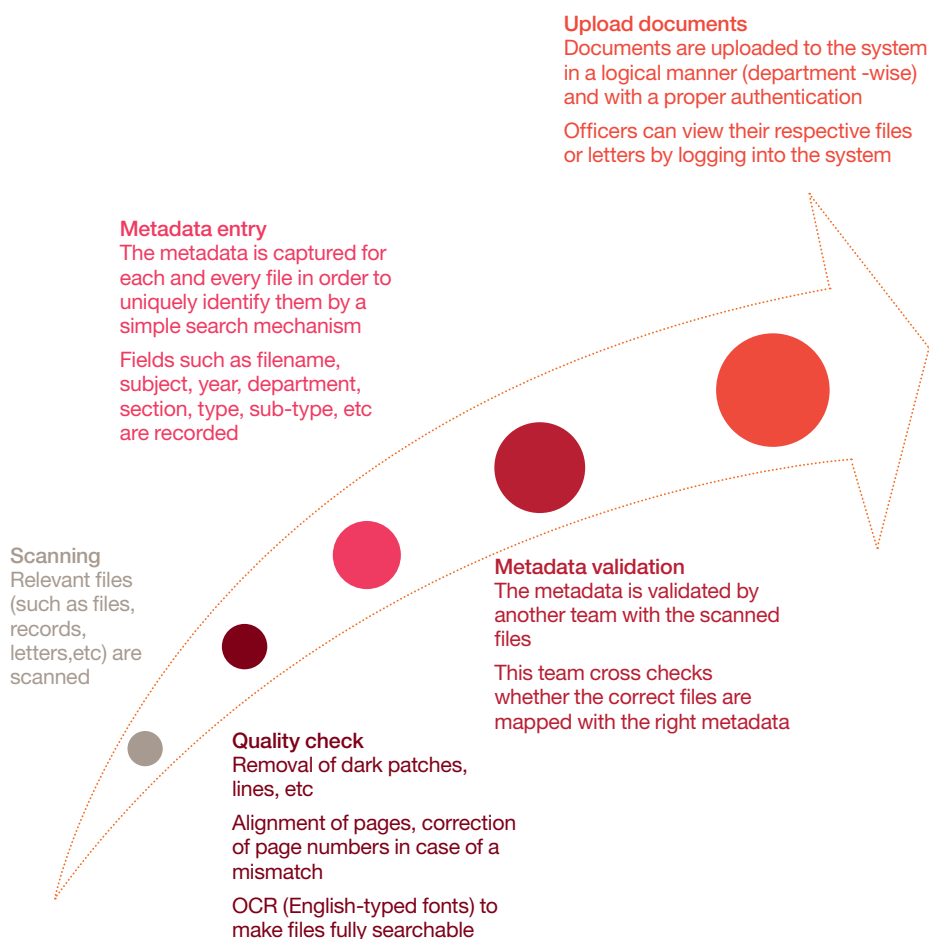 Upload documents
Documents are uploaded to the system
in a logical manner (department -wise)
and with a proper authentication
Officers can view their respective files
or letters by logging into the system
Metadata entry
The metadata is captured for
each and every file in order to
uniquely identify them by a
simple search mechanism
Fields such as filename,
subject, year, department,
section, type, sub-type, etc
are recorded
Scanning
Relevant files
(such as files,
records,
letters,etc) are
scanned
Metadata validation
The metadata is validated by
another team with the scanned
files
This team cross checks
whether the correct files are
mapped with the right metadata
Quality check
Removal of dark patches,
lines, etc
Alignment of pages, correction
of page numbers in case of a
mismatch
OCR (English-typed fonts) to
make files fully searchable